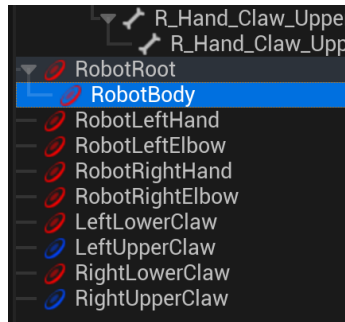 R_Hand_Claw_Uppe
R_Hand_Claw_Upp
RobotRoot
RobotBody
RobotLeftHand
RobotLeftElbow
RobotRightHand
RobotRightElbow
LeftLowerClaw
LeftUpperClaw
RightLowerClaw
RightUpperClaw